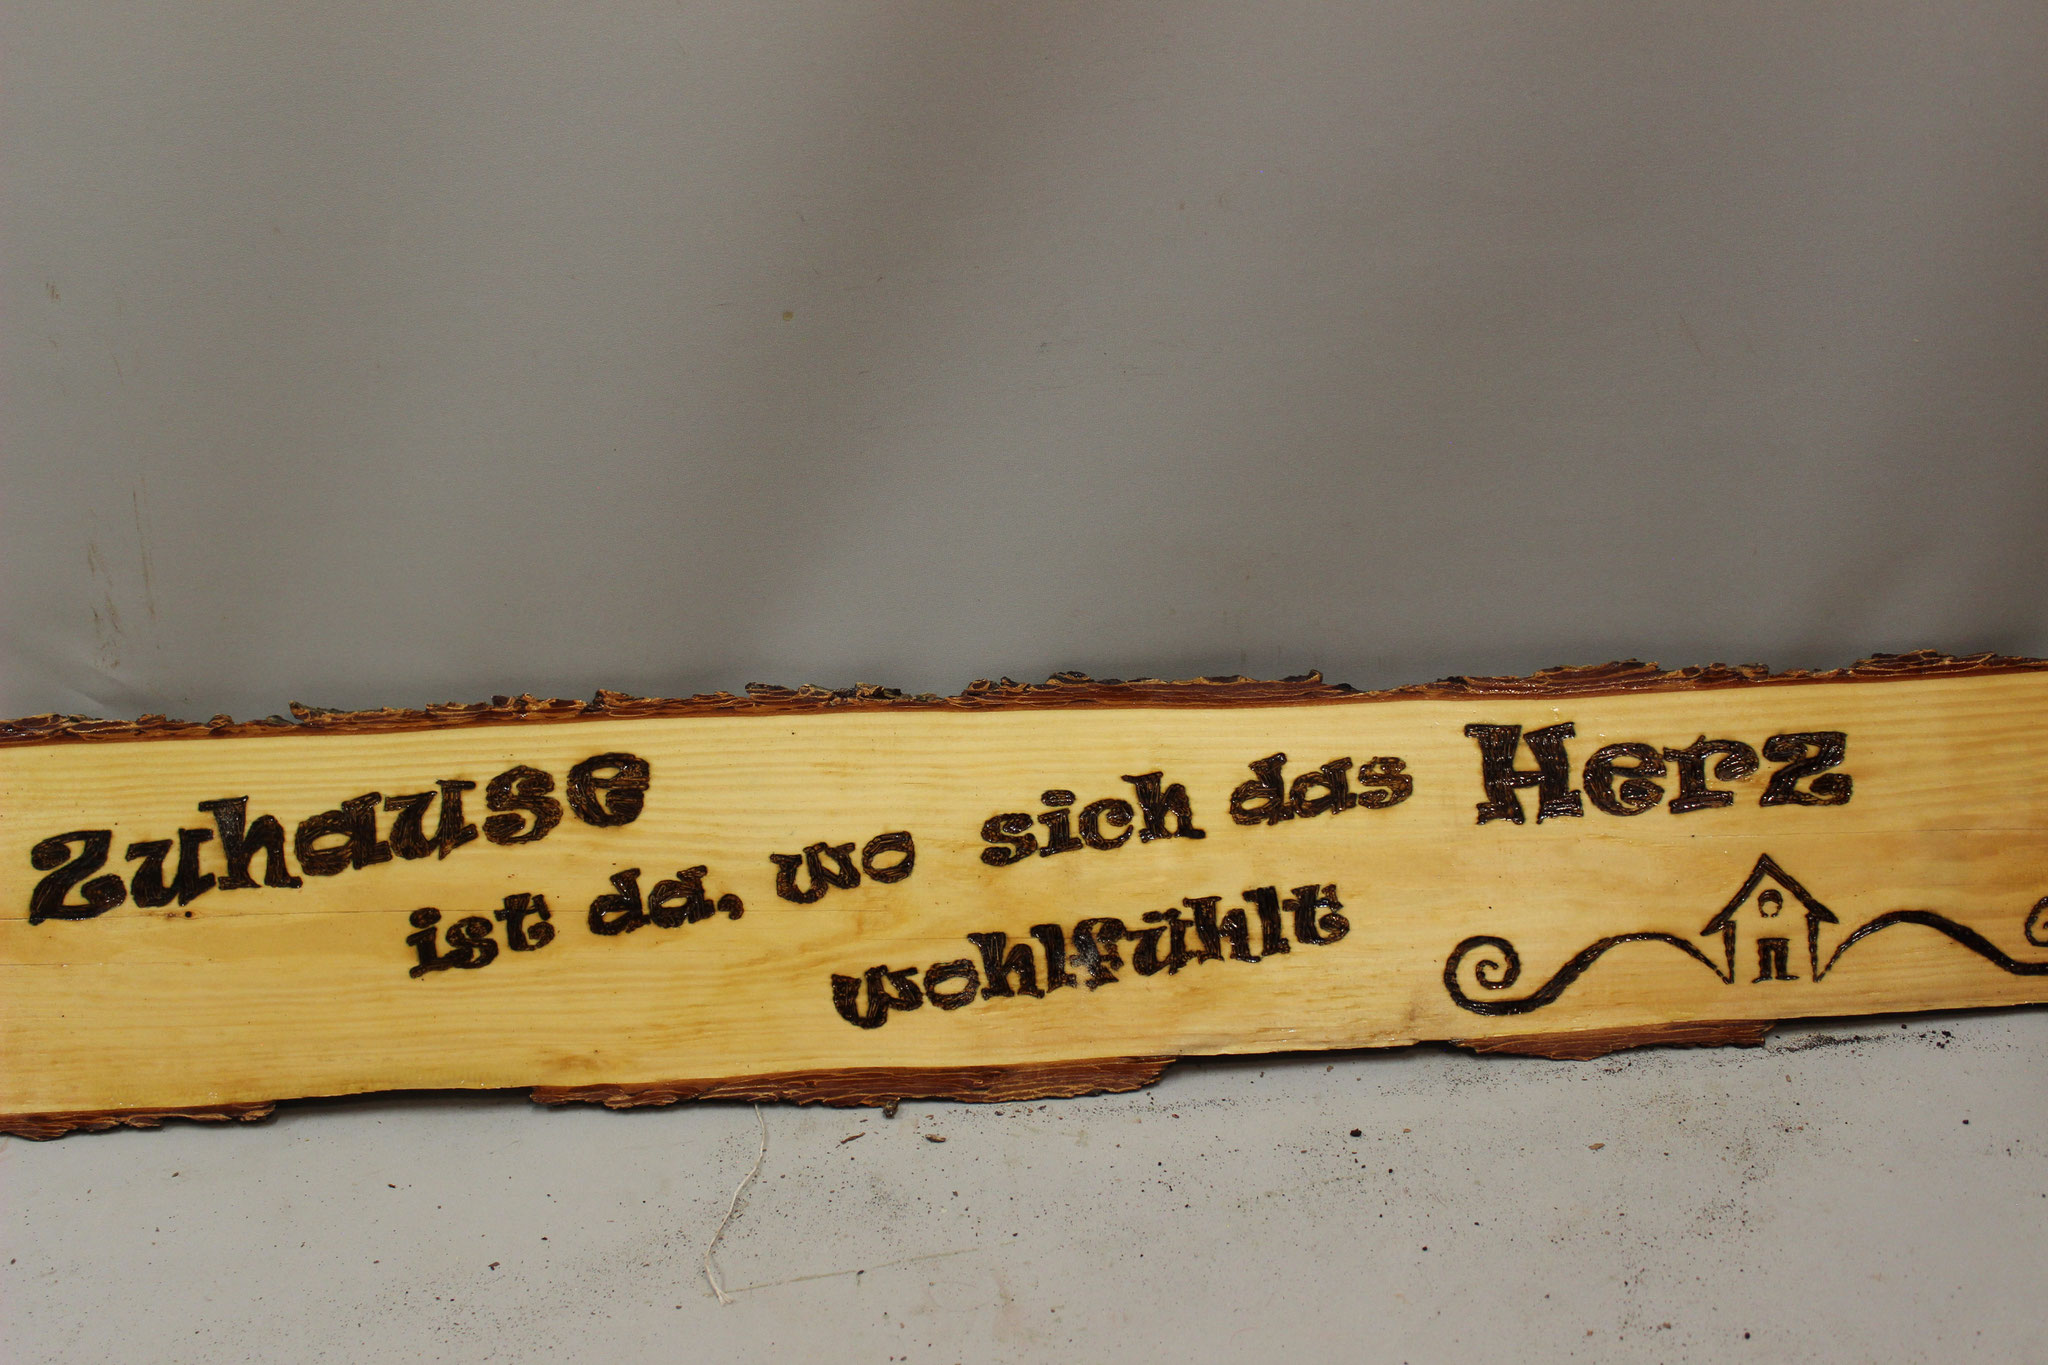 Zuhause
ist da, wo sich das Herz
wohlfühlt